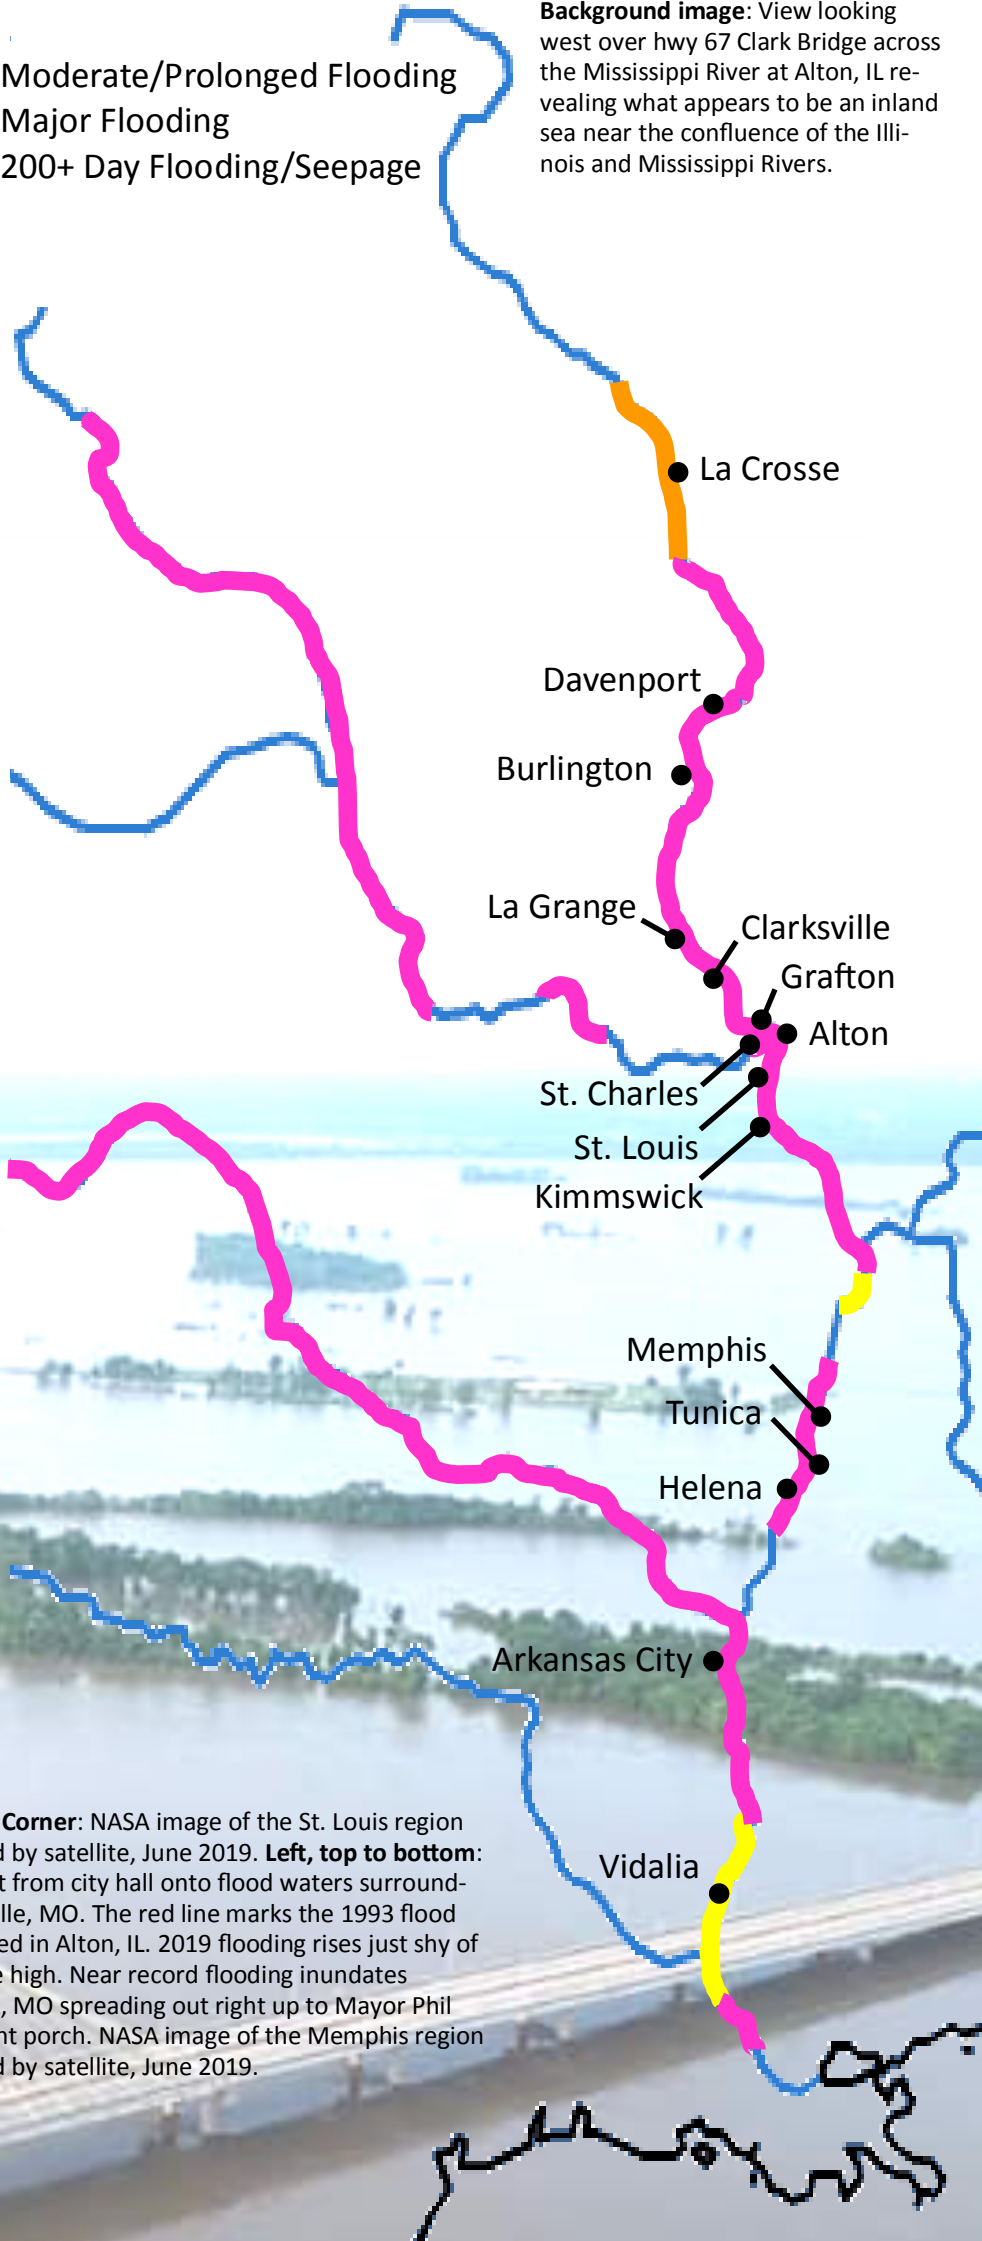 Background image: View looking
west over hwy 67 Clark Bridge across
the Mississippi River at Alton, IL re-
vealing what appears to be an inland
sea near the confluence of the Illi-
nois and Mississippi Rivers.
Moderate/Prolonged Flooding
Major Flooding
200+ Day Flooding/Seepage
La Crosse
Davenport
Burlington
La Grange
Clarksville
Grafton
Alton
St. Charles
St. Louis
Kimmswick
Memphis
Tunica
Helena
Arkansas City
Vidalia
Corner: NASA image of the St. Louis region
d by satellite, June 2019. Left, top to bottom:
t from city hall onto flood waters surround-
lle, MO. The red line marks the 1993 flood
ed in Alton, IL. 2019 flooding rises just shy of
e high. Near record flooding inundates
, MO spreading out right up to Mayor Phil
nt porch. NASA image of the Memphis region
d by satellite, June 2019.